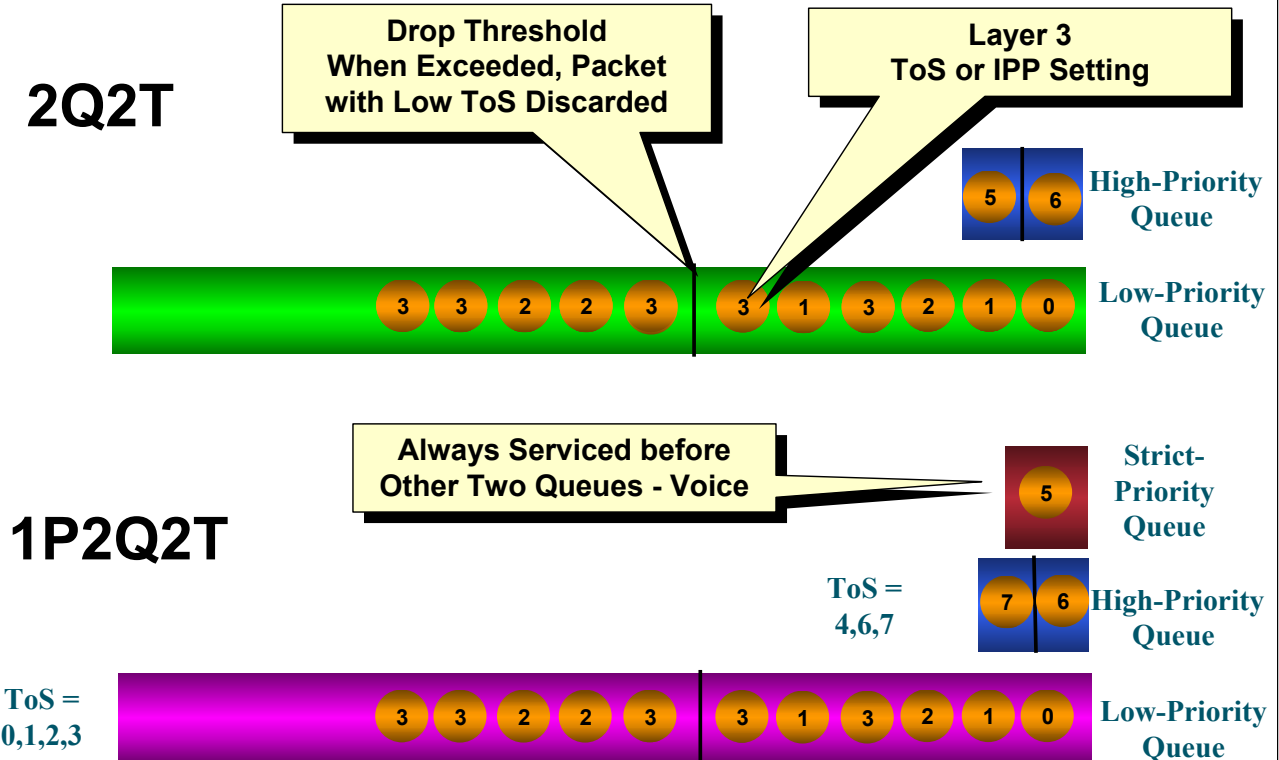 2Q2T
Drop Threshold
When Exceeded, Packet
with Low ToS Discarded
Layer 3
ToS or IPP Setting
5 6
High-Priority
Queue
3 3 2 2 3 3 1 3 2 1 0
Low-Priority
Queue
1P2Q2T
Always Serviced before
Other Two Queues - Voice
5
Strict-
Priority
Queue
ToS =
4,6,7
7 6
High-Priority
Queue
ToS =
0,1,2,3
3 3 2 2 3 3 1 3 2 1 0
Low-Priority
Queue